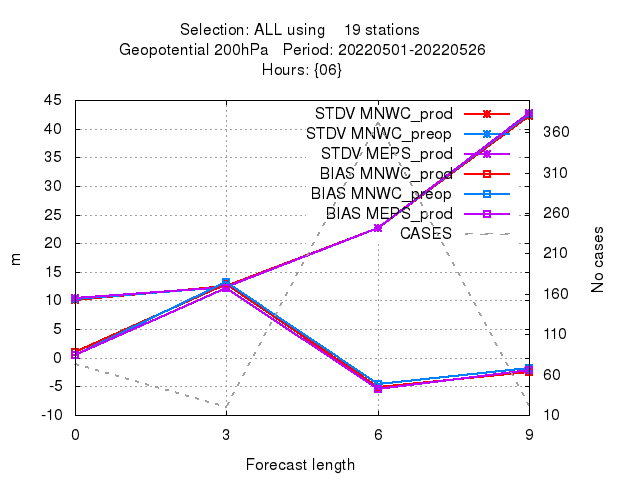 Selection: ALL using 19 stations
Geopotential 200hPa Period: 20220501-20220526
Hours: {06}
45
40
35
30
25
20
15
10
5
0
-5
-10
m
STDV MNWC_prod
STDV MNWC_preop
STDV MEPS_prod
BIAS MNWC_prod
BIAS MNWC_preop
BIAS MEPS_prod
CASES
360
310
260
210
160
110
60
10
No cases
0 3 6 9
Forecast length